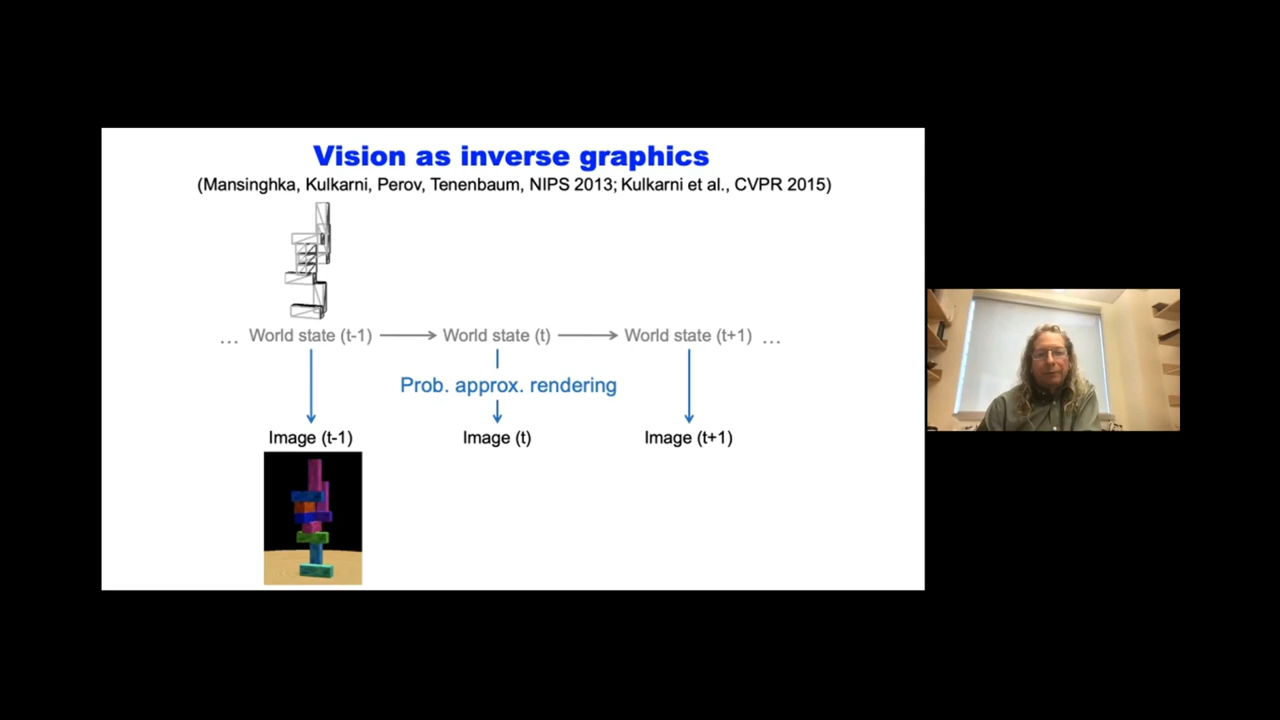 Vision as inverse graphics
(Mansinghka, Kulkarni, Perov, Tenenbaum, NIPS 2013; Kulkarni et al., CVPR 2015)
... World state (t-1) World state (t) World state (t+1) ...
Prob. approx. rendering
Image (t-1) Image (t) Image (t+1)